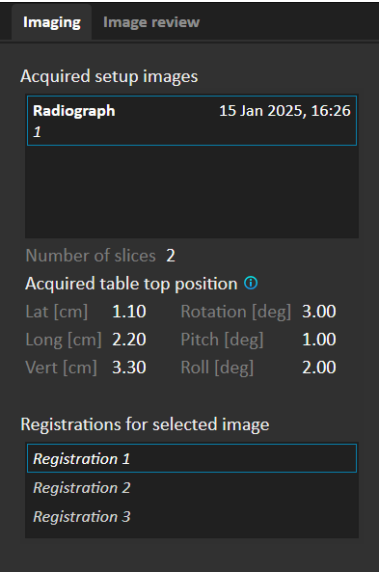 Imaging Image review
Acquired setup images
Radiograph 15 Jan 2025, 16:26
1
Number of slices 2
Acquired table top position
Lat [cm] 1.10 Rotation [deg] 3.00
Long [cm] 2.20 Pitch [deg] 1.00
Vert [cm] 3.30 Roll [deg] 2.00
Registrations for selected image
Registration 1
Registration 2
Registration 3